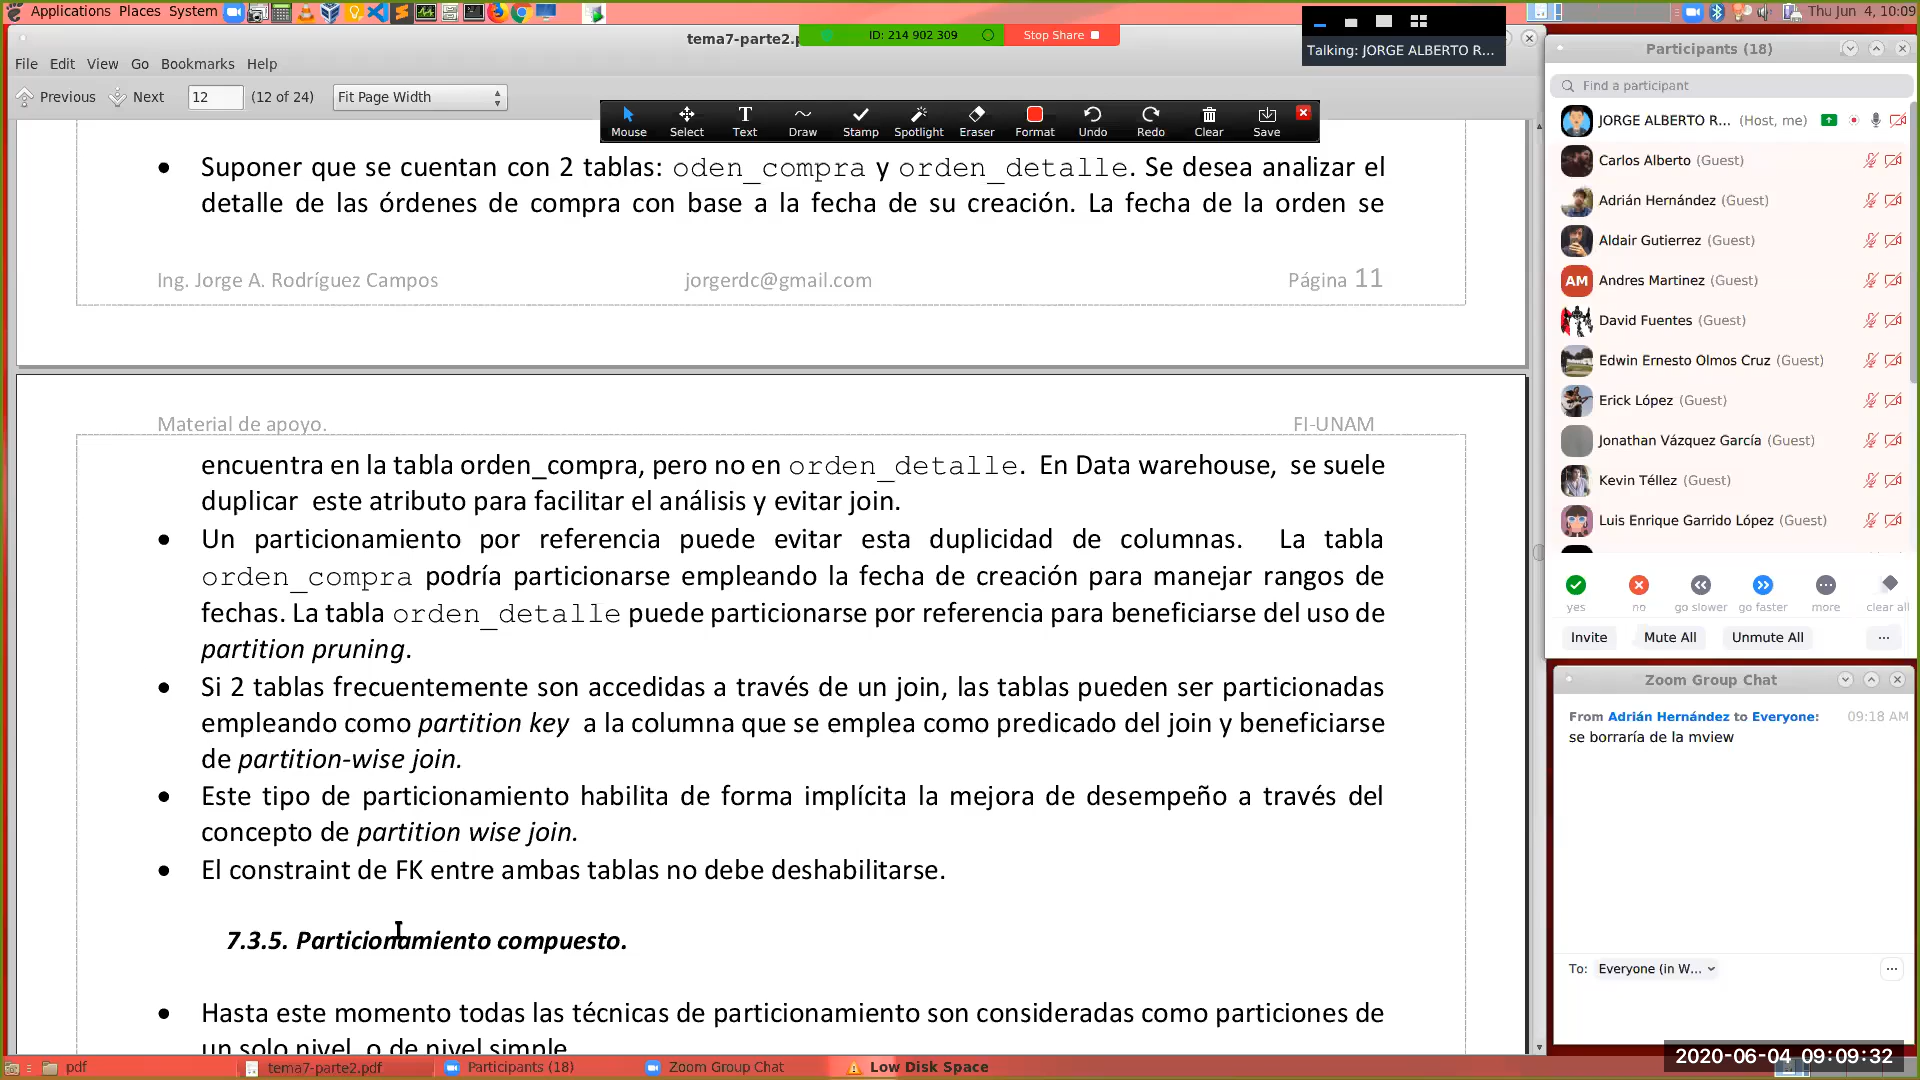 Applications Places System
Thu Jun 4, 10:09
tema7-parte2.p
ID: 214 902 309
Stop Share
Talking: JORGE ALBERTO R...
File Edit View Go Bookmarks Help
Previous Next 12 (12 of 24) Fit Page Width
Mouse Select Text Draw Stamp Spotlight Eraser Format Undo Redo Clear Save
• Suponer que se cuentan con 2 tablas: oden_compra y orden_detalle. Se desea analizar el
detalle de las órdenes de compra con base a la fecha de su creación. La fecha de la orden se
Ing. Jorge A. Rodríguez Campos jorgerdc@gmail.com Página 11
Material de apoyo. FI-UNAM
encuentra en la tabla orden_compra, pero no en orden_detalle. En Data warehouse, se suele
duplicar este atributo para facilitar el análisis y evitar join.
• Un particionamiento por referencia puede evitar esta duplicidad de columnas. La tabla
orden_compra podría particionarse empleando la fecha de creación para manejar rangos de
fechas. La tabla orden_detalle puede particionarse por referencia para beneficiarse del uso de
partition pruning.
• Si 2 tablas frecuentemente son accedidas a través de un join, las tablas pueden ser particionadas
empleando como partition key a la columna que se emplea como predicado del join y beneficiarse
de partition-wise join.
• Este tipo de particionamiento habilita de forma implícita la mejora de desempeño a través del
concepto de partition wise join.
• El constraint de FK entre ambas tablas no debe deshabilitarse.
7.3.5. Particionamiento compuesto.
• Hasta este momento todas las técnicas de particionamiento son consideradas como particiones de
un solo nivel o de nivel simple
Participants (18)
Find a participant
JORGE ALBERTO R... (Host, me)
Carlos Alberto (Guest)
Adrián Hernández (Guest)
Aldair Gutierrez (Guest)
AM Andres Martinez (Guest)
David Fuentes (Guest)
Edwin Ernesto Olmos Cruz (Guest)
Erick López (Guest)
Jonathan Vázquez García (Guest)
Kevin Téllez (Guest)
Luis Enrique Garrido López (Guest)
yes no go slower go faster more clear all
Invite Mute All Unmute All ...
Zoom Group Chat
From Adrián Hernández to Everyone: 09:18 AM
se borraría de la mview
To: Everyone (in W... ...
2020-06-04 09:09:32
pdf tema7-parte2.pdf Participants (18) Zoom Group Chat Low Disk Space